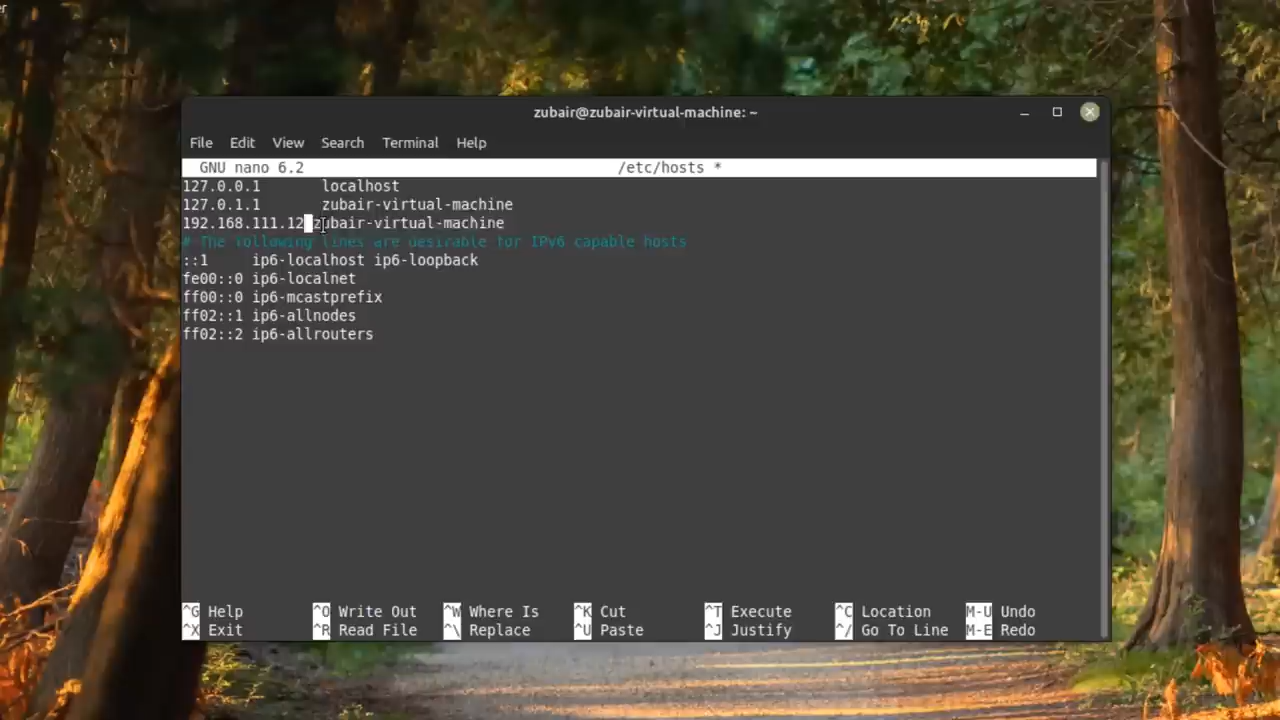 er
zubair@zubair-virtual-machine: ~
File Edit View Search Terminal Help
GNU nano 6.2 /etc/hosts *
127.0.0.1 localhost
127.0.1.1 zubair-virtual-machine
192.168.111.12 zubair-virtual-machine
# The following lines are desirable for IPv6 capable hosts
::1 ip6-localhost ip6-loopback
fe00::0 ip6-localnet
ff00::0 ip6-mcastprefix
ff02::1 ip6-allnodes
ff02::2 ip6-allrouters
^G Help ^O Write Out ^W Where Is ^K Cut ^T Execute ^C Location M-U Undo
^X Exit ^R Read File ^\ Replace ^U Paste ^J Justify ^/ Go To Line M-E Redo